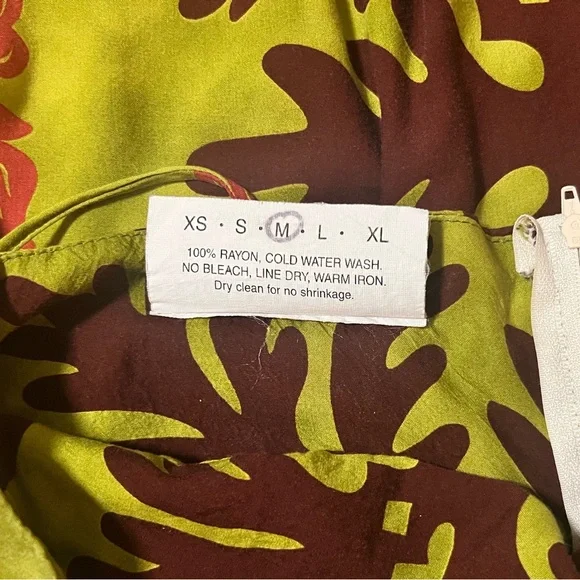 XS · S · M · L · XL
100% RAYON, COLD WATER WASH.
NO BLEACH, LINE DRY, WARM IRON.
Dry clean for no shrinkage.